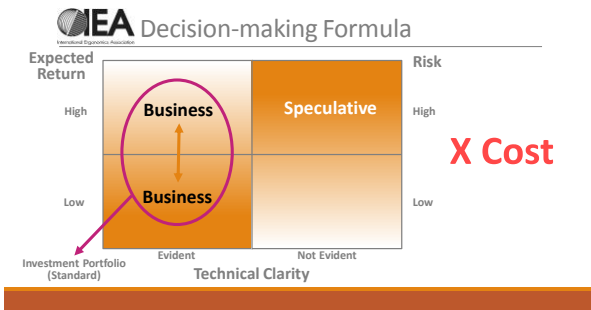 IEA
International Ergonomics Association
Decision-making Formula
Expected
Return
Risk
High
Business
Speculative
High
X Cost
Low
Business
Low
Evident
Not Evident
Investment Portfolio
(Standard)
Technical Clarity